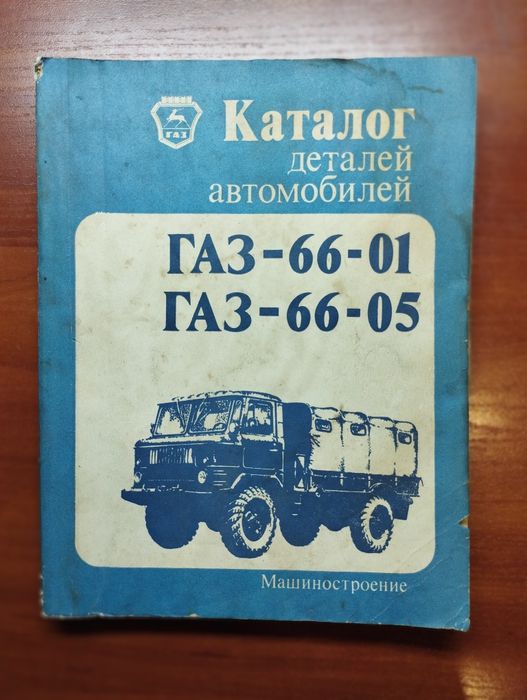 ГАЗ
Каталог
деталей
автомобилей
ГАЗ-66-01
ГАЗ-66-05
Машиностроение